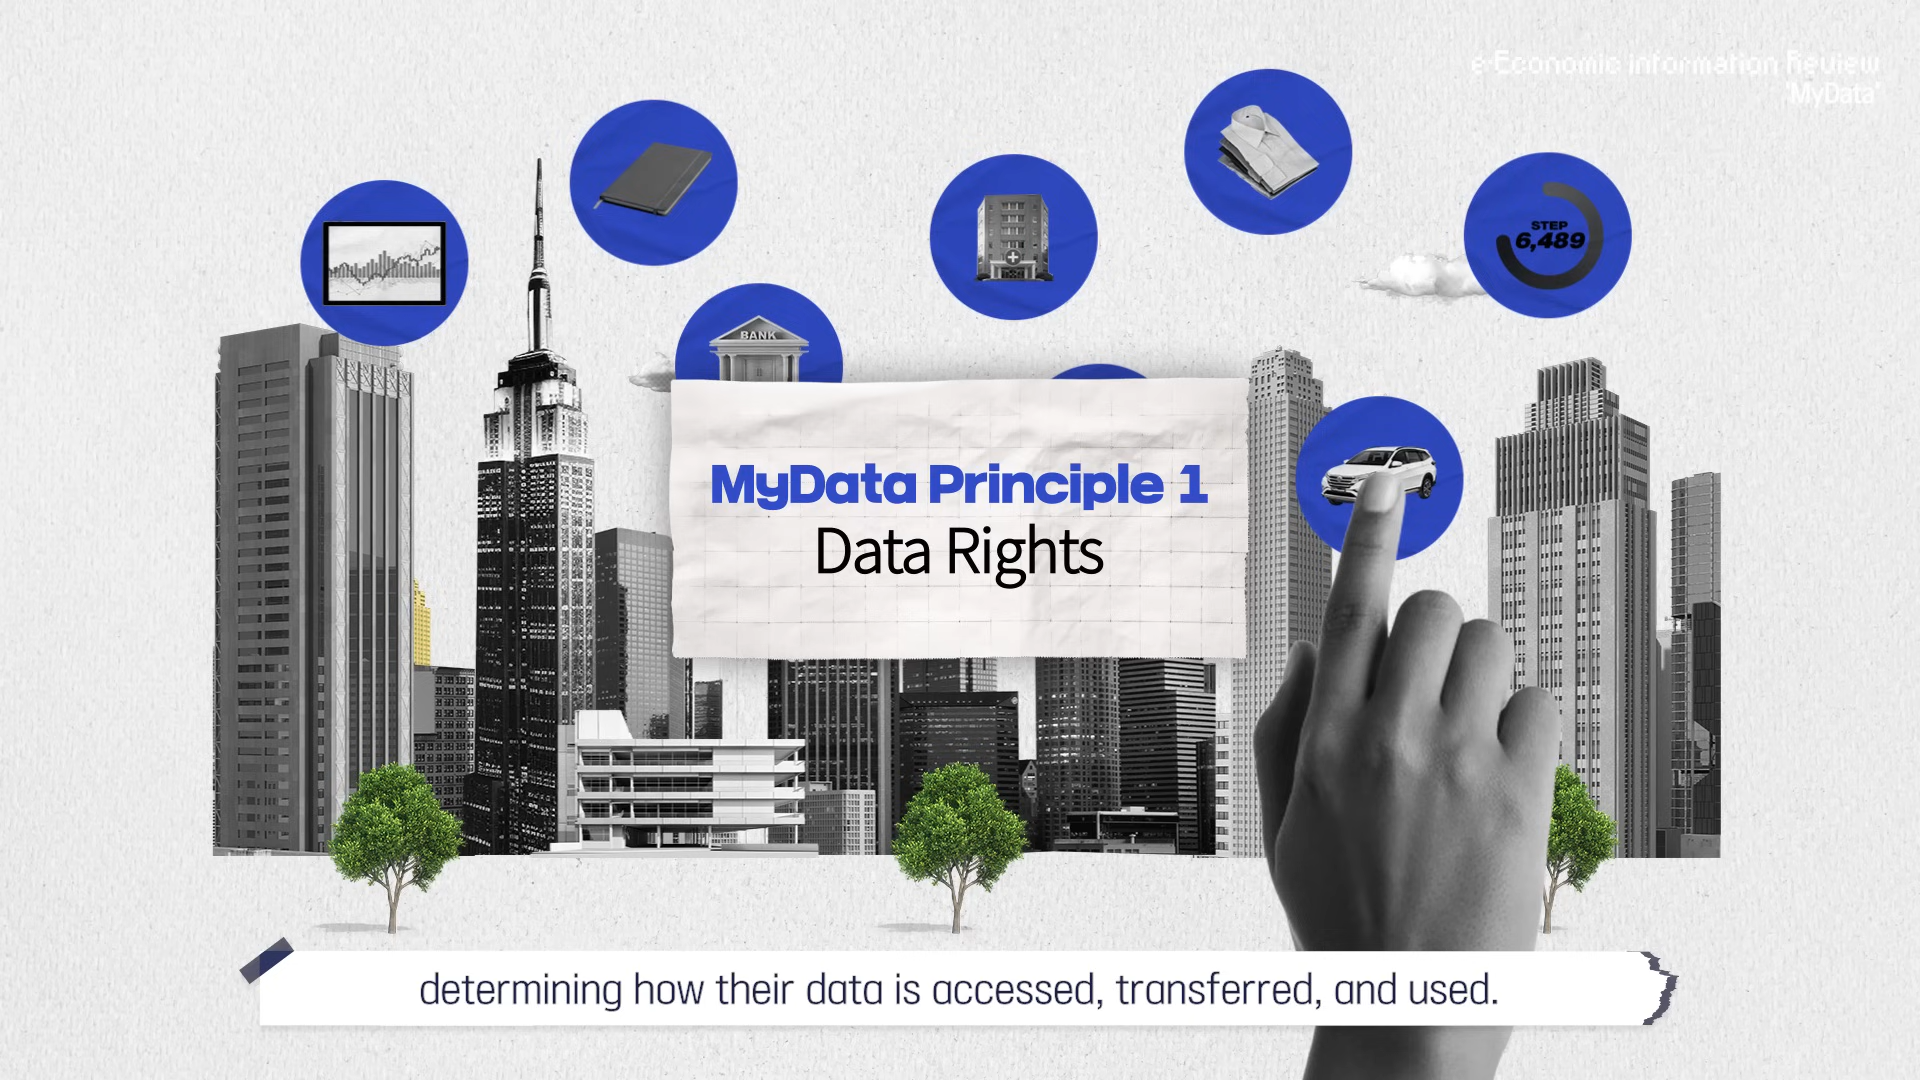 e-Economic information Review
'MyData'
STEP
6,489
BANK
MyData Principle 1
Data Rights
determining how their data is accessed, transferred, and used.